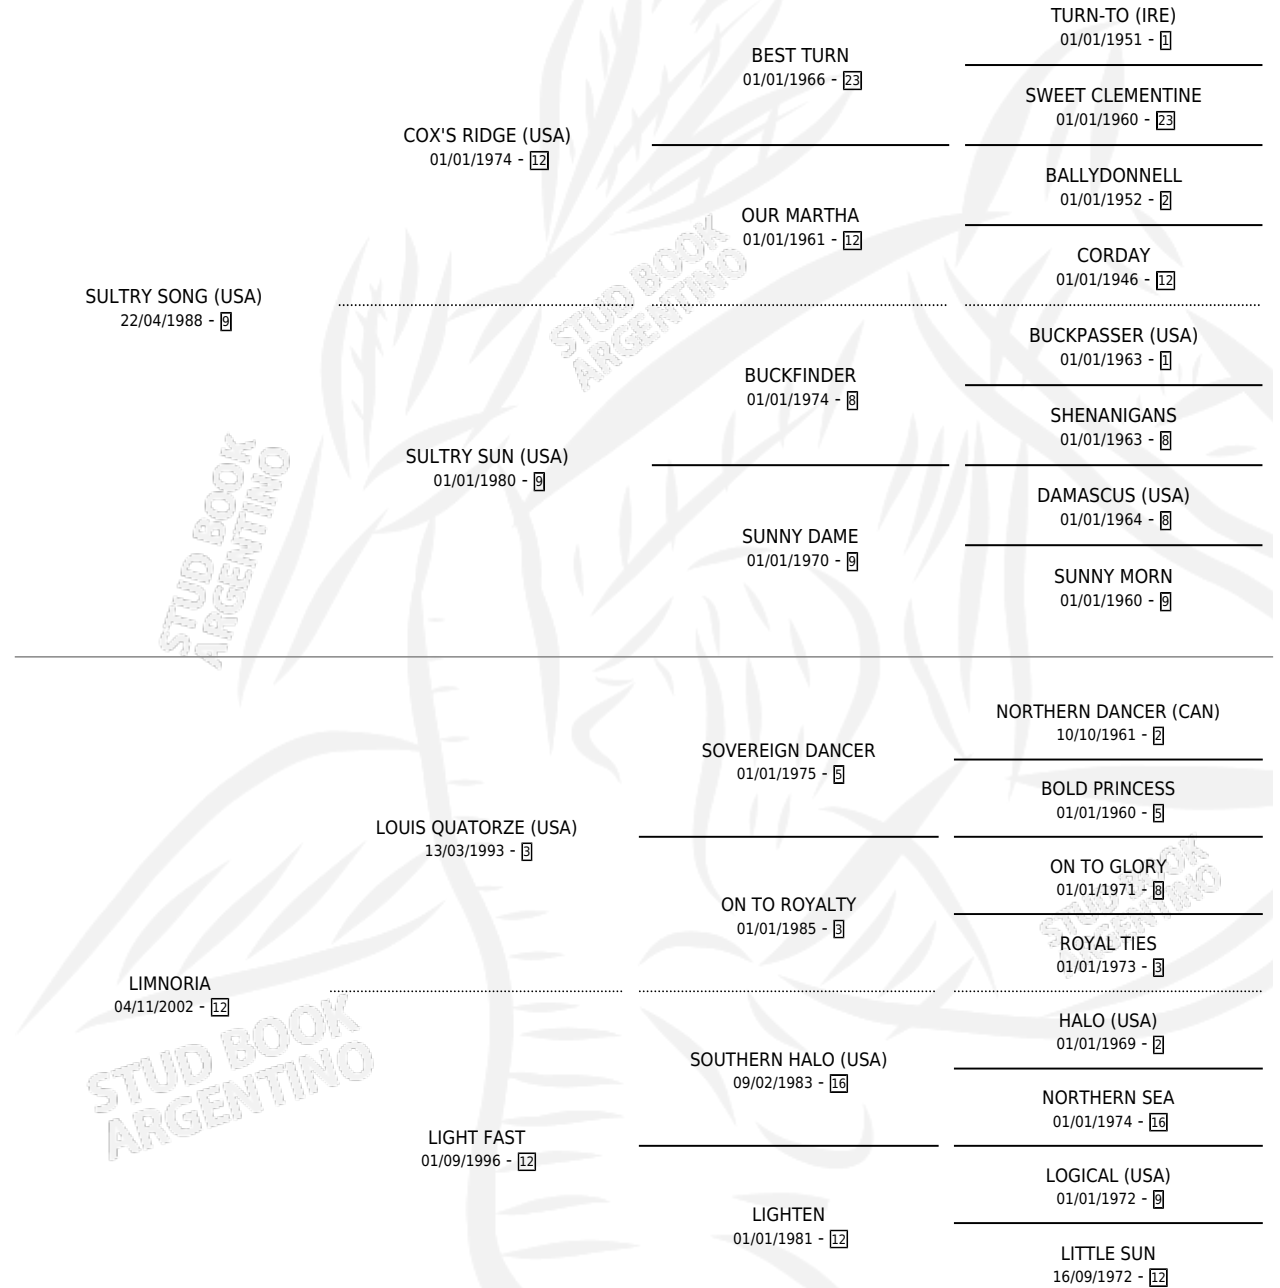 TURN-TO (IRE)
01/01/1951 - 1
BEST TURN
01/01/1966 - 23
SWEET CLEMENTINE
01/01/1960 - 23
COX'S RIDGE (USA)
01/01/1974 - 12
BALLYDONNELL
01/01/1952 - 2
OUR MARTHA
01/01/1961 - 12
CORDAY
01/01/1946 - 12
SULTRY SONG (USA)
22/04/1988 - 9
BUCKPASSER (USA)
01/01/1963 - 1
BUCKFINDER
01/01/1974 - 8
SHENANIGANS
01/01/1963 - 8
SULTRY SUN (USA)
01/01/1980 - 9
DAMASCUS (USA)
01/01/1964 - 8
SUNNY DAME
01/01/1970 - 9
SUNNY MORN
01/01/1960 - 9
STUD BOOK
ARGENTINO
STUD BOOK
ARGENTINO
NORTHERN DANCER (CAN)
10/10/1961 - 2
SOVEREIGN DANCER
01/01/1975 - 5
BOLD PRINCESS
01/01/1960 - 5
LOUIS QUATORZE (USA)
13/03/1993 - 3
ON TO GLORY
01/01/1971 - 8
ON TO ROYALTY
01/01/1985 - 3
ROYAL TIES
01/01/1973 - 3
STUD BOOK
ARGENTINO
LIMNORIA
04/11/2002 - 12
HALO (USA)
01/01/1969 - 2
SOUTHERN HALO (USA)
09/02/1983 - 16
NORTHERN SEA
01/01/1974 - 16
STUD BOOK
ARGENTINO
LIGHT FAST
01/09/1996 - 12
LOGICAL (USA)
01/01/1972 - 9
LIGHTEN
01/01/1981 - 12
LITTLE SUN
16/09/1972 - 12